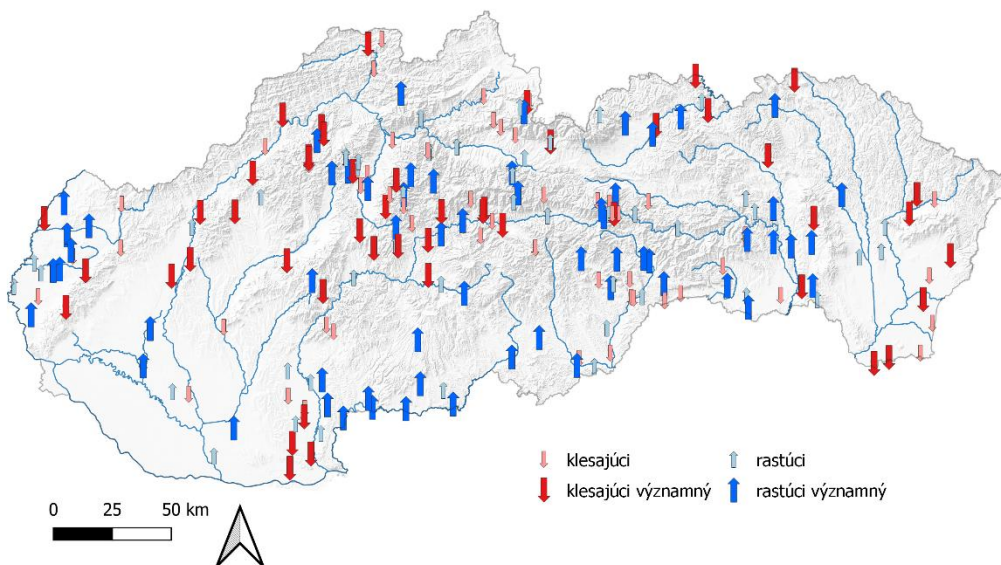 klesajúci
rastúci
klesajúci významný
rastúci významný
0 25 50 km